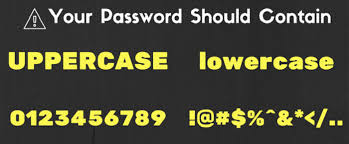 Your Password Should Contain
UPPERCASE lowercase
0123456789 !@#$%^&*</..